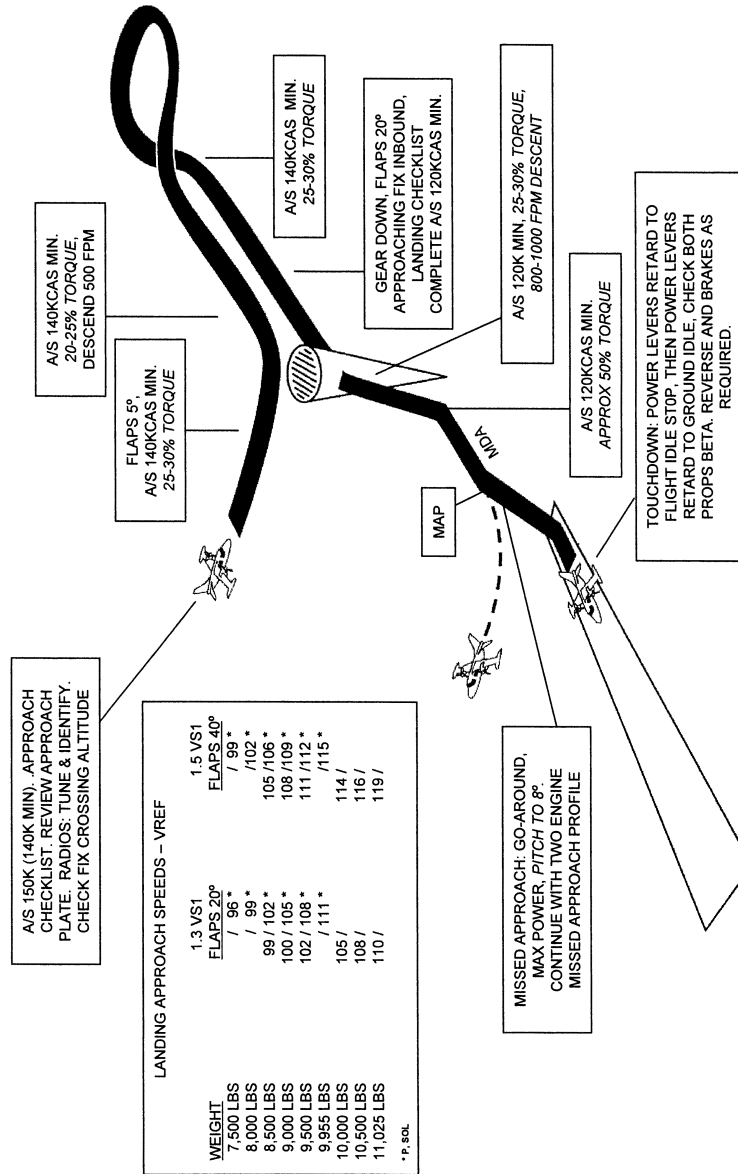 A/S 150K (140K MIN). .APPROACH
CHECKLIST. REVIEW APPROACH
PLATE. RADIOS: TUNE & IDENTIFY.
CHECK FIX CROSSING ALTITUDE
FLAPS 5º,
A/S 140KCAS MIN.
25-30% TORQUE
A/S 140KCAS MIN.
20-25% TORQUE,
DESCEND 500 FPM
A/S 140KCAS MIN.
25-30% TORQUE
GEAR DOWN, FLAPS 20º
APPROACHING FIX INBOUND,
LANDING CHECKLIST
COMPLETE A/S 120KCAS MIN.
A/S 120K MIN, 25-30% TORQUE,
800-1000 FPM DESCENT
A/S 120KCAS MIN.
APPROX 50% TORQUE
MDA
MAP
LANDING APPROACH SPEEDS – VREF
1.3 VS1 1.5 VS1
WEIGHT FLAPS 20º FLAPS 40º
7,500 LBS / 96 * / 99 *
8,000 LBS / 99 * /102 *
8,500 LBS 99 / 102 * 105 /106 *
9,000 LBS 100 / 105 * 108 /109 *
9,500 LBS 102 / 108 * 111 /112 *
9,955 LBS / 111 * /115 *
10,000 LBS 105 / 114 /
10,500 LBS 108 / 116 /
11,025 LBS 110 / 119 /
* P, SOL
MISSED APPROACH: GO-AROUND,
MAX POWER, PITCH TO 8º.
CONTINUE WITH TWO ENGINE
MISSED APPROACH PROFILE
TOUCHDOWN: POWER LEVERS RETARD TO
FLIGHT IDLE STOP, THEN POWER LEVERS
RETARD TO GROUND IDLE, CHECK BOTH
PROPS BETA. REVERSE AND BRAKES AS
REQUIRED.